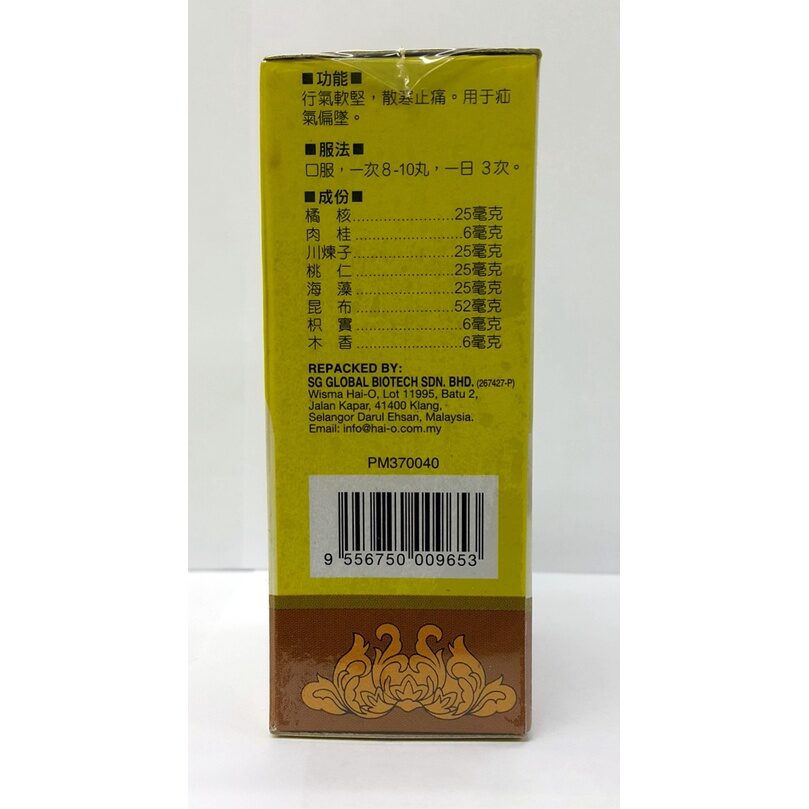 ■功能■
行氣軟堅，散寒止痛。用于疝
氣偏墜。
■服法■
口服，一次8-10丸，一日 3次。
■成份■
橘 核....................25毫克
肉 桂.....................6毫克
川煉子....................25毫克
桃 仁....................25毫克
海 藻....................25毫克
昆 布....................52毫克
枳 實.....................6毫克
木 香.....................6毫克
REPACKED BY:
SG GLOBAL BIOTECH SDN. BHD. (267427-P)
Wisma Hai-O, Lot 11995, Batu 2,
Jalan Kapar, 41400 Klang,
Selangor Darul Ehsan, Malaysia.
Email: info@hai-o.com.my
PM370040
9 556750 009653